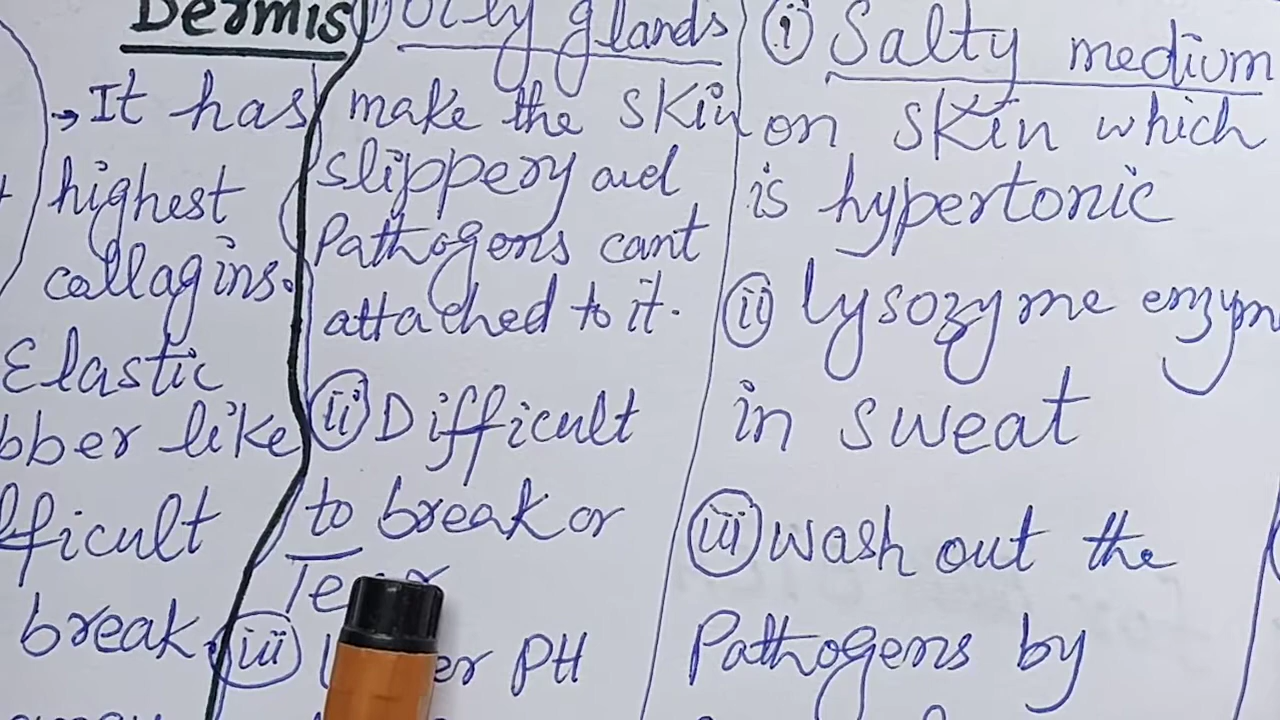 Dermis
→ It has
highest
callagins.
Elastic
bber like
fficult
break.
i) Oily glands
make the skin
slippery and
Pathogens cant
attached to it.
ii) Difficult
to break or
iii) PH
i) Salty medium
on skin which
is hypertonic
ii) Lysozyme enzym
in sweat
iii) Wash out the
Pathogens by